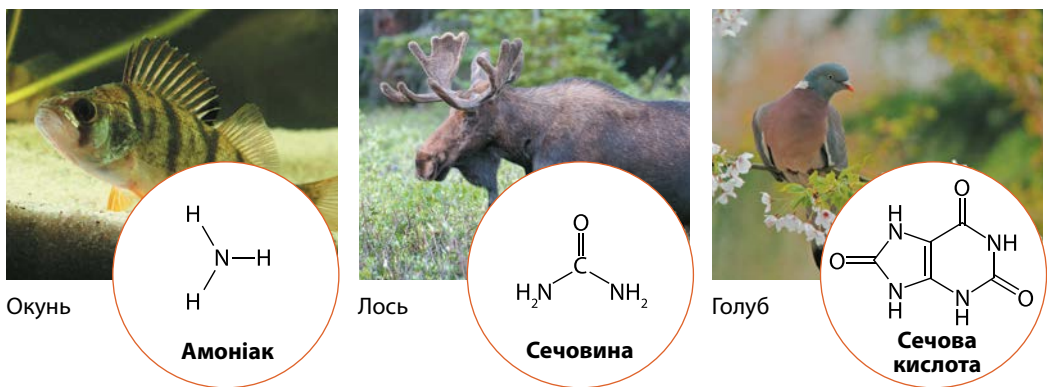 H
N
H
H
Окунь
Амоніак
O
C
H₂N
NH₂
Лось
Сечовина
O
H
N
NH
O
N
H
N
H
O
Голуб
Сечова
кислота